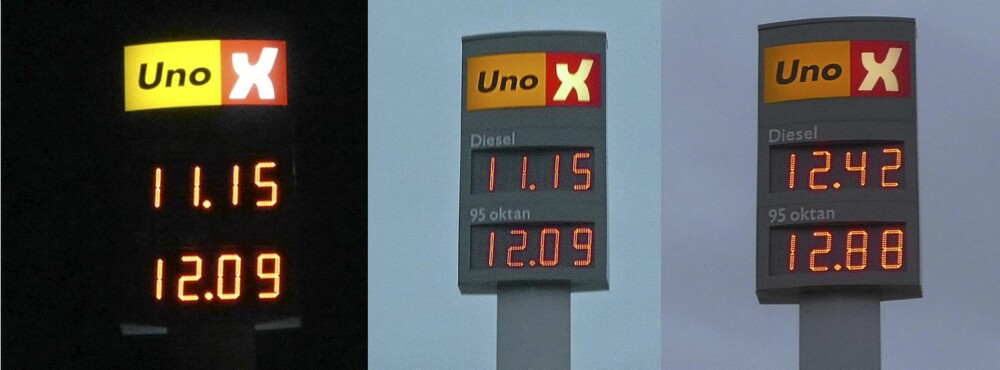 Uno X
11.15
12.09
Uno X
Diesel
11.15
95 oktan
12.09
Uno X
Diesel
12.42
95 oktan
12.88